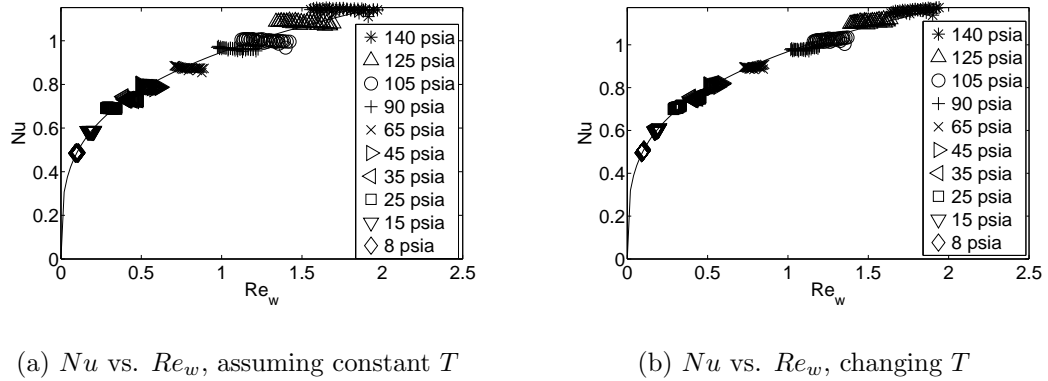 1
0.8
0.6
0.4
0.2
0
Nu
0 0.5 1 1.5 2 2.5
Re_w
140 psia
125 psia
105 psia
90 psia
65 psia
45 psia
35 psia
25 psia
15 psia
8 psia
(a) Nu vs. Re_w, assuming constant T
1
0.8
0.6
0.4
0.2
0
Nu
0 0.5 1 1.5 2 2.5
Re_w
140 psia
125 psia
105 psia
90 psia
65 psia
45 psia
35 psia
25 psia
15 psia
8 psia
(b) Nu vs. Re_w, changing T